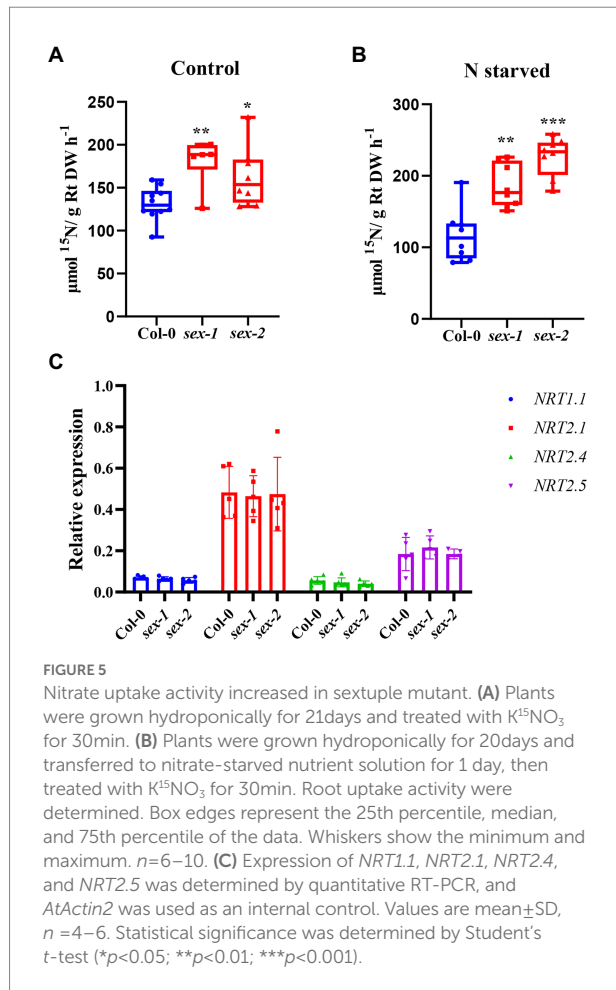 A
Control
B
N starved
** *
** ***
250
200
150
100
50
0
μmol ¹⁵N/ g Rt DW h⁻¹
Col-0 sex-1 sex-2
300
200
100
0
μmol ¹⁵N/ g Rt DW h⁻¹
Col-0 sex-1 sex-2
C
1.0
0.8
0.6
0.4
0.2
0.0
Relative expression
NRT1.1
NRT2.1
NRT2.4
NRT2.5
Col-0 sex-1 sex-2 Col-0 sex-1 sex-2 Col-0 sex-1 sex-2 Col-0 sex-1 sex-2
FIGURE 5
Nitrate uptake activity increased in sextuple mutant. (A) Plants
were grown hydroponically for 21days and treated with K¹⁵NO₃
for 30min. (B) Plants were grown hydroponically for 20days and
transferred to nitrate-starved nutrient solution for 1 day, then
treated with K¹⁵NO₃ for 30min. Root uptake activity were
determined. Box edges represent the 25th percentile, median,
and 75th percentile of the data. Whiskers show the minimum and
maximum. n=6–10. (C) Expression of NRT1.1, NRT2.1, NRT2.4,
and NRT2.5 was determined by quantitative RT-PCR, and
AtActin2 was used as an internal control. Values are mean±SD,
n =4–6. Statistical significance was determined by Student's
t-test (*p<0.05; **p<0.01; ***p<0.001).